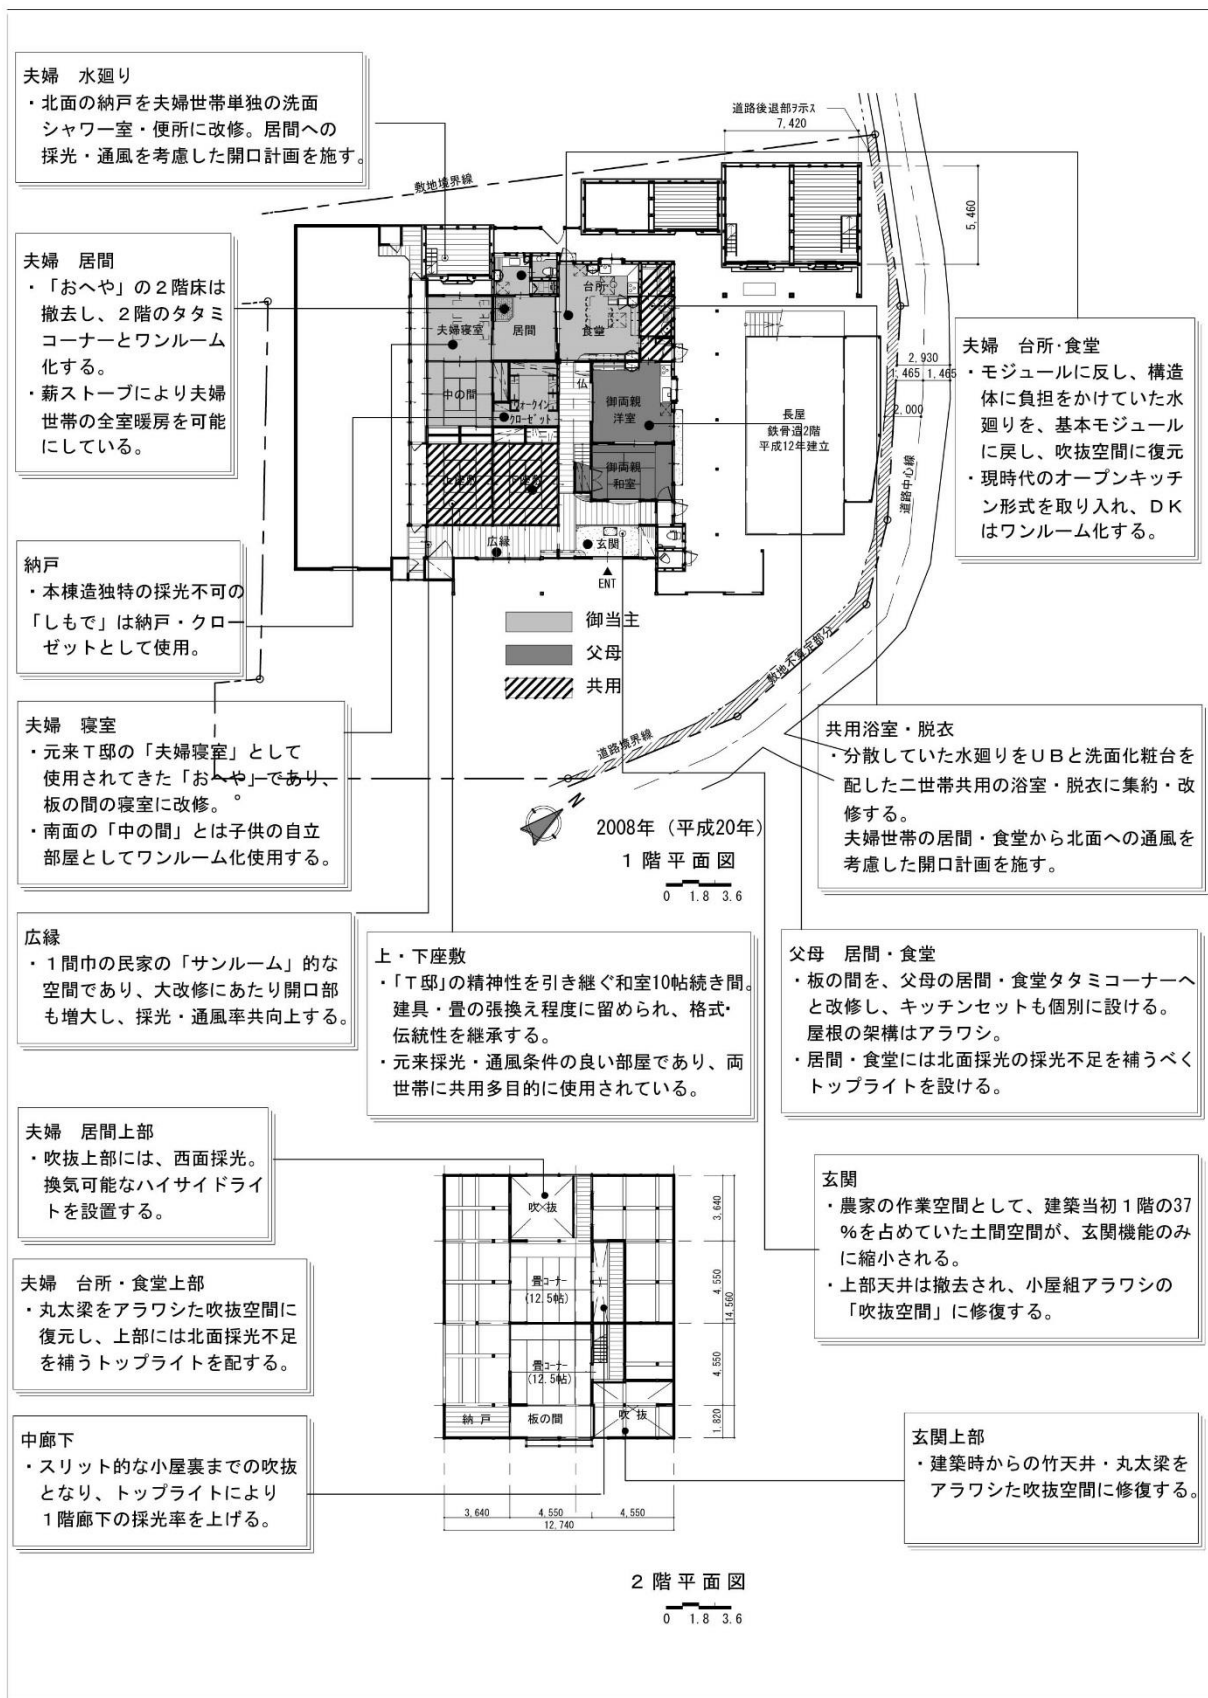 夫婦　水廻り
・北面の納戸を夫婦世帯単独の洗面
シャワー室・便所に改修。居間への
採光・通風を考慮した開口計画を施す。
夫婦　居間
・「おへや」の２階床は
撤去し、２階のタタミ
コーナーとワンルーム
化する。
・薪ストーブにより夫婦
世帯の全室暖房を可能
にしている。
納戸
・本棟造独特の採光不可の
「しもで」は納戸・クロー
ゼットとして使用。
夫婦　寝室
・元来Ｔ邸の「夫婦寝室」として
使用されてきた「おへや」であり、
板の間の寝室に改修。
・南面の「中の間」とは子供の自立
部屋としてワンルーム化使用する。
広縁
・１間巾の民家の「サンルーム」的な
空間であり、大改修にあたり開口部
も増大し、採光・通風率共向上する。
道路後退部ヲ示ス
7,420
敷地境界線
5,460
台所
夫婦寝室
居間
食堂
中の間
ウォークイン
クローゼット
仏
御両親
洋室
御両親
和室
上座敷
下座敷
広縁
玄関
ENT
長屋
鉄骨造2階
平成12年建立
2,930
1,465
1,465
2,000
道路中心線
敷地不算定部分
道路境界線
御当主
父母
共用
N
2008年（平成20年）
１階平面図
0 1.8 3.6
夫婦　台所・食堂
・モジュールに反し、構造
体に負担をかけていた水
廻りを、基本モジュール
に戻し、吹抜空間に復元
・現時代のオープンキッチ
ン形式を取り入れ、ＤＫ
はワンルーム化する。
共用浴室・脱衣
・分散していた水廻りをＵＢと洗面化粧台を
配した二世帯共用の浴室・脱衣に集約・改
修する。
夫婦世帯の居間・食堂から北面への通風を
考慮した開口計画を施す。
上・下座敷
・「Ｔ邸」の精神性を引き継ぐ和室10帖続き間。
建具・畳の張換え程度に留められ、格式・
伝統性を継承する。
・元来採光・通風条件の良い部屋であり、両
世帯に共用多目的に使用されている。
父母　居間・食堂
・板の間を、父母の居間・食堂タタミコーナーへ
と改修し、キッチンセットも個別に設ける。
屋根の架構はアラワシ。
・居間・食堂には北面採光の採光不足を補うべく
トップライトを設ける。
夫婦　居間上部
・吹抜上部には、西面採光。
換気可能なハイサイドライ
トを設置する。
夫婦　台所・食堂上部
・丸太梁をアラワシた吹抜空間に
復元し、上部には北面採光不足
を補うトップライトを配する。
中廊下
・スリット的な小屋裏までの吹抜
となり、トップライトにより
１階廊下の採光率を上げる。
吹抜
畳コーナー
(12.5帖)
畳コーナー
(12.5帖)
納戸
板の間
吹抜
3,640
4,550
14,560
4,550
1,820
3,640
4,550
4,550
12,740
２階平面図
0 1.8 3.6
玄関
・農家の作業空間として、建築当初１階の37
％を占めていた土間空間が、玄関機能のみ
に縮小される。
・上部天井は撤去され、小屋組アラワシの
「吹抜空間」に修復する。
玄関上部
・建築時からの竹天井・丸太梁を
アラワシた吹抜空間に修復する。